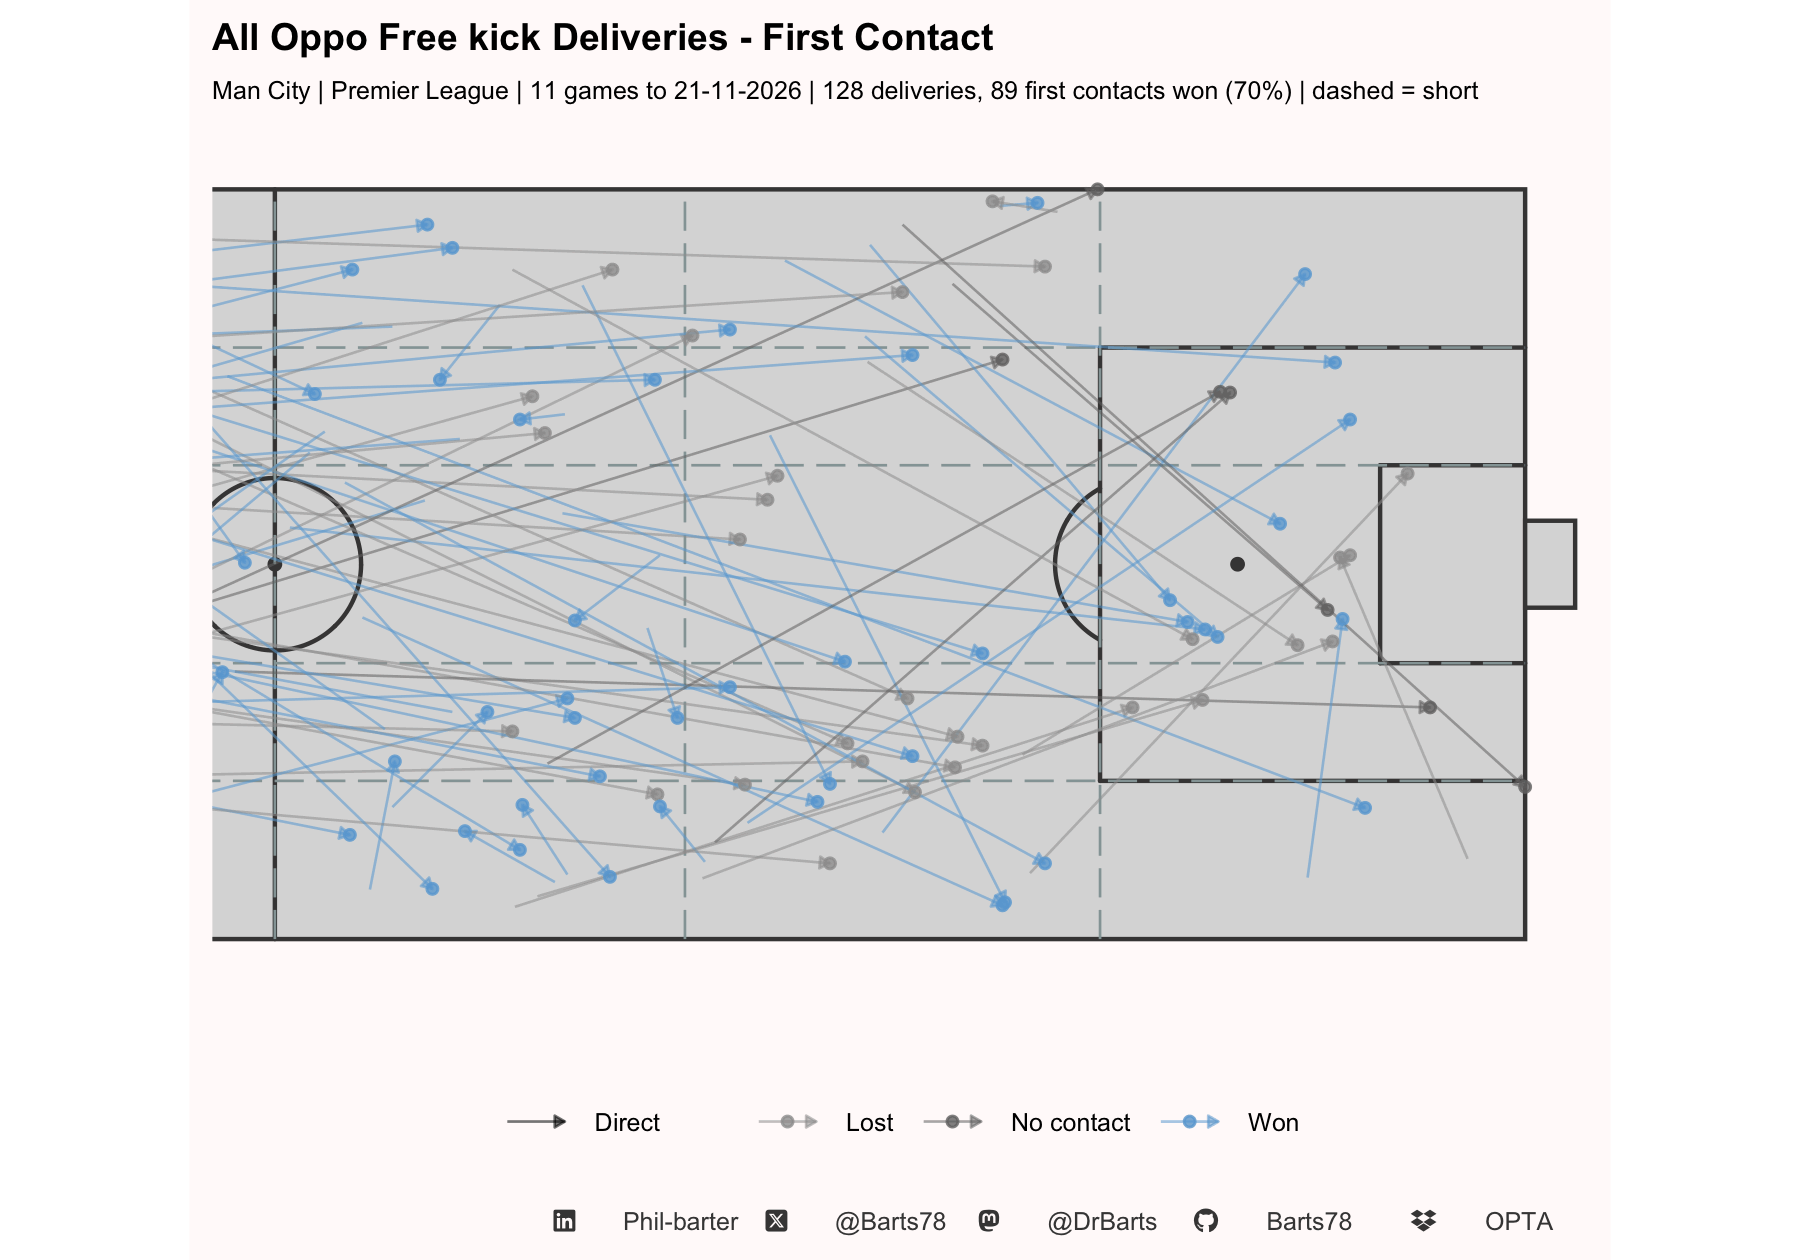 All Oppo Free kick Deliveries - First Contact
Man City | Premier League | 11 games to 21-11-2026 | 128 deliveries, 89 first contacts won (70%) | dashed = short
Direct Lost No contact Won
Phil-barter @Barts78 @DrBarts Barts78 OPTA